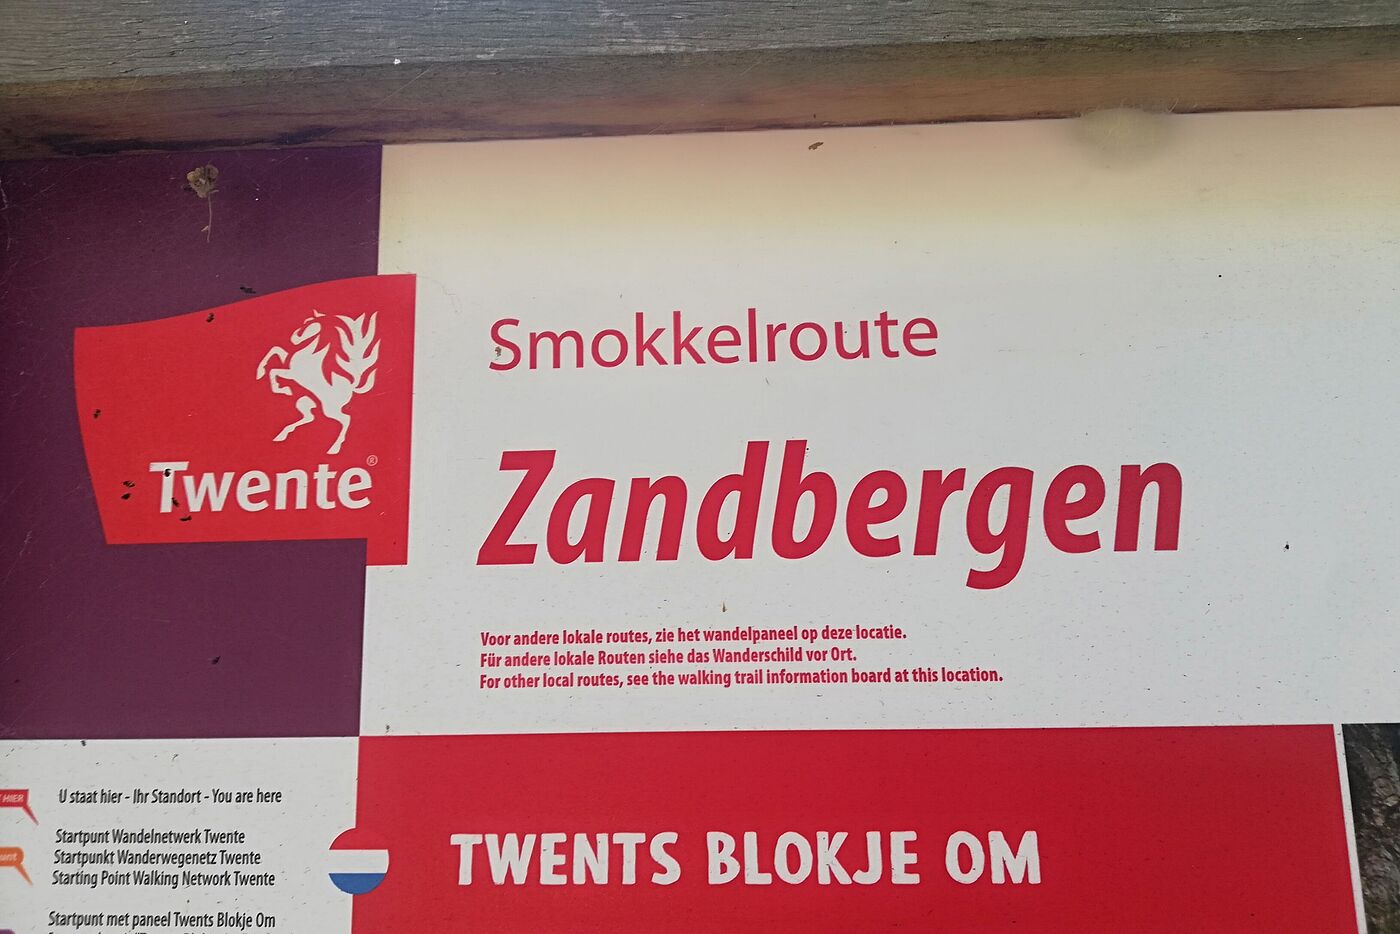 Smokkelroute
Twente®
Zandbergen
Voor andere lokale routes, zie het wandelpaneel op deze locatie.
Für andere lokale Routen siehe das Wanderschild vor Ort.
For other local routes, see the walking trail information board at this location.
HIER
U staat hier - Ihr Standort - You are here
Startpunt Wandelnetwerk Twente
Startpunkt Wanderwegenetz Twente
Starting Point Walking Network Twente
Startpunt met paneel Twents Blokje Om
TWENTS BLOKJE OM